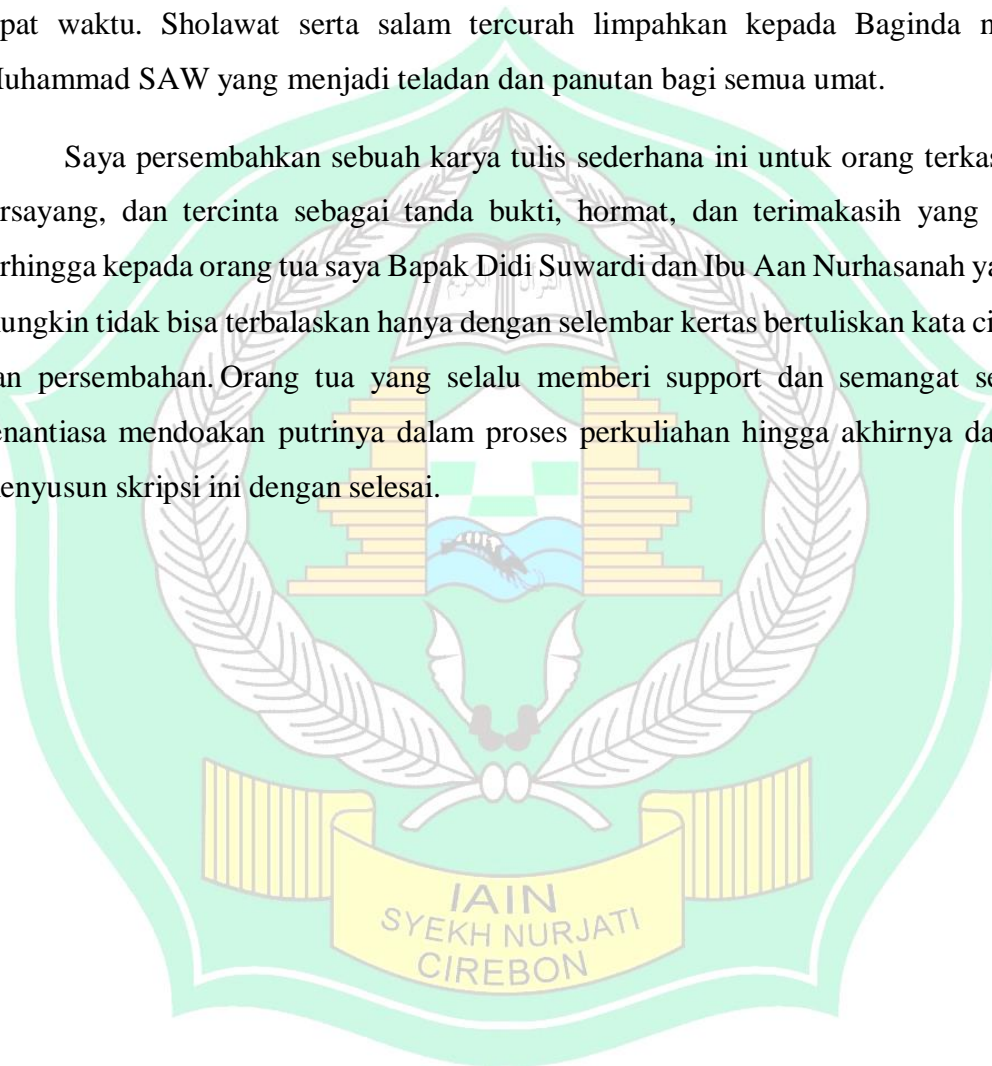 pat waktu. Sholawat serta salam tercurah limpahkan kepada Baginda n
uhammad SAW yang menjadi teladan dan panutan bagi semua umat.
Saya persembahkan sebuah karya tulis sederhana ini untuk orang terkas
rsayang, dan tercinta sebagai tanda bukti, hormat, dan terimakasih yang
rhingga kepada orang tua saya Bapak Didi Suwardi dan Ibu Aan Nurhasanah ya
ungkin tidak bisa terbalaskan hanya dengan selembar kertas bertuliskan kata ci
an persembahan. Orang tua yang selalu memberi support dan semangat se
enantiasa mendoakan putrinya dalam proses perkuliahan hingga akhirnya da
enyusun skripsi ini dengan selesai.
القرآن الكريم
IAIN
SYEKH NURJATI
CIREBON